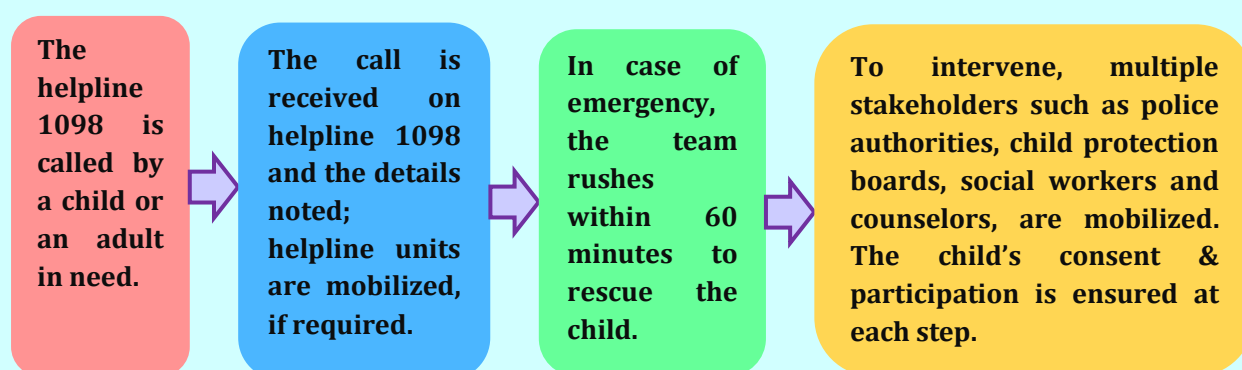 The
helpline
1098 is
called by
a child or
an adult
in need.
The call is
received on
helpline 1098
and the details
noted;
helpline units
are mobilized,
if required.
In case of
emergency,
the team
rushes
within 60
minutes to
rescue the
child.
To intervene, multiple
stakeholders such as police
authorities, child protection
boards, social workers and
counselors, are mobilized.
The child's consent &
participation is ensured at
each step.